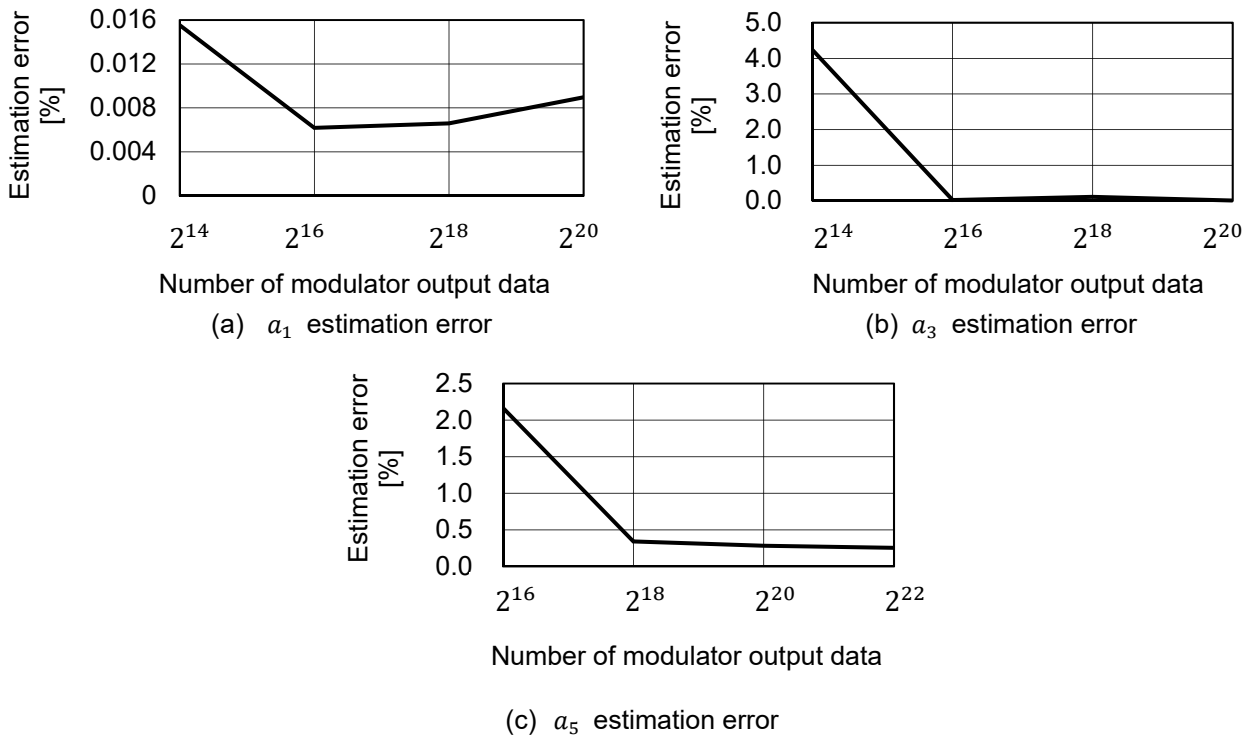 Estimation error
[%]
0.016
0.012
0.008
0.004
0
2^14 2^16 2^18 2^20
Number of modulator output data
(a) a_1 estimation error
Estimation error
[%]
5.0
4.0
3.0
2.0
1.0
0.0
2^14 2^16 2^18 2^20
Number of modulator output data
(b) a_3 estimation error
Estimation error
[%]
2.5
2.0
1.5
1.0
0.5
0.0
2^16 2^18 2^20 2^22
Number of modulator output data
(c) a_5 estimation error